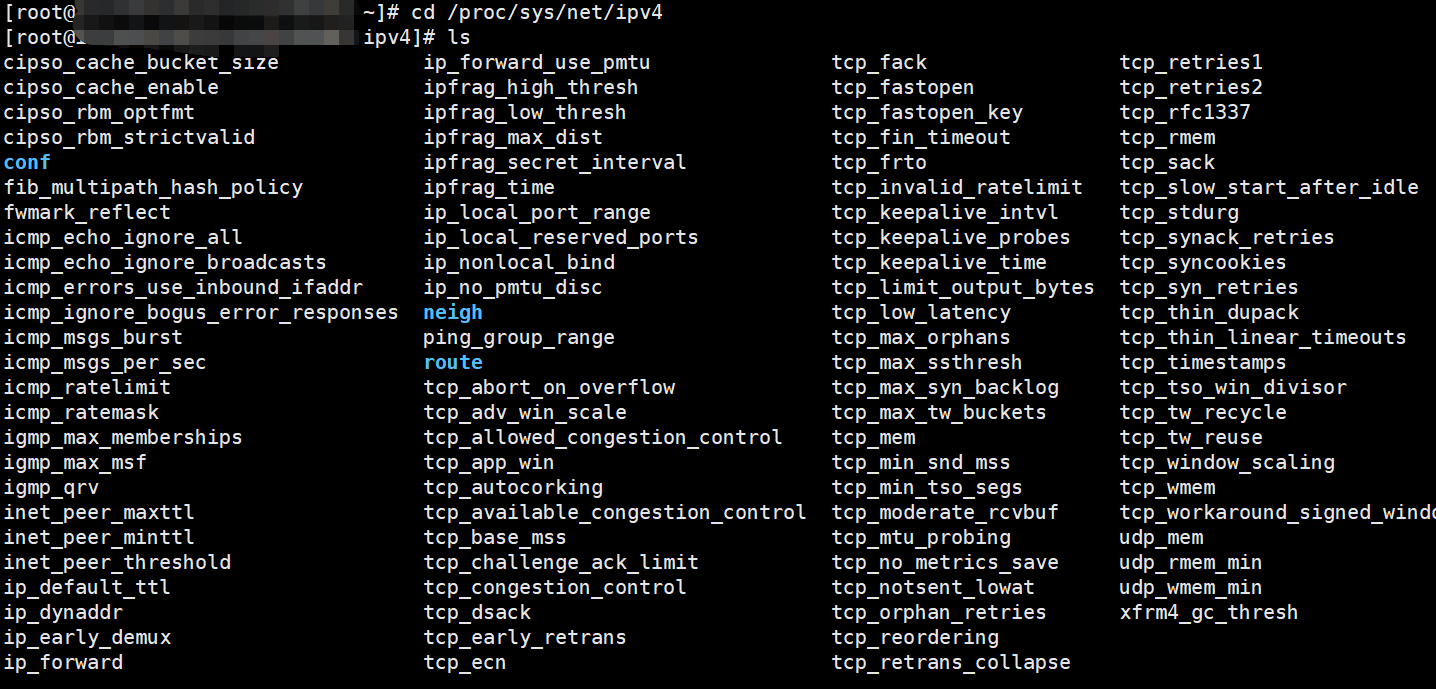 [root@ ~]# cd /proc/sys/net/ipv4
[root@ ipv4]# ls
cipso_cache_bucket_size ip_forward_use_pmtu tcp_fack tcp_retries1
cipso_cache_enable ipfrag_high_thresh tcp_fastopen tcp_retries2
cipso_rbm_optfmt ipfrag_low_thresh tcp_fastopen_key tcp_rfc1337
cipso_rbm_strictvalid ipfrag_max_dist tcp_fin_timeout tcp_rmem
conf ipfrag_secret_interval tcp_frto tcp_sack
fib_multipath_hash_policy ipfrag_time tcp_invalid_ratelimit tcp_slow_start_after_idle
fwmark_reflect ip_local_port_range tcp_keepalive_intvl tcp_stdurg
icmp_echo_ignore_all ip_local_reserved_ports tcp_keepalive_probes tcp_synack_retries
icmp_echo_ignore_broadcasts ip_nonlocal_bind tcp_keepalive_time tcp_syncookies
icmp_errors_use_inbound_ifaddr ip_no_pmtu_disc tcp_limit_output_bytes tcp_syn_retries
icmp_ignore_bogus_error_responses neigh tcp_low_latency tcp_thin_dupack
icmp_msgs_burst ping_group_range tcp_max_orphans tcp_thin_linear_timeouts
icmp_msgs_per_sec route tcp_max_ssthresh tcp_timestamps
icmp_ratelimit tcp_abort_on_overflow tcp_max_syn_backlog tcp_tso_win_divisor
icmp_ratemask tcp_adv_win_scale tcp_max_tw_buckets tcp_tw_recycle
igmp_max_memberships tcp_allowed_congestion_control tcp_mem tcp_tw_reuse
igmp_max_msf tcp_app_win tcp_min_snd_mss tcp_window_scaling
igmp_qrv tcp_autocorking tcp_min_tso_segs tcp_wmem
inet_peer_maxttl tcp_available_congestion_control tcp_moderate_rcvbuf tcp_workaround_signed_windo
inet_peer_minttl tcp_base_mss tcp_mtu_probing udp_mem
inet_peer_threshold tcp_challenge_ack_limit tcp_no_metrics_save udp_rmem_min
ip_default_ttl tcp_congestion_control tcp_notsent_lowat udp_wmem_min
ip_dynaddr tcp_dsack tcp_orphan_retries xfrm4_gc_thresh
ip_early_demux tcp_early_retrans tcp_reordering
ip_forward tcp_ecn tcp_retrans_collapse